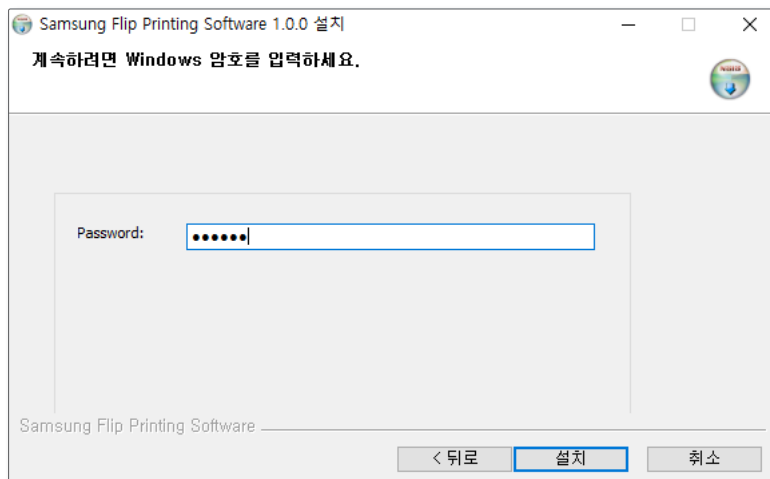 Samsung Flip Printing Software 1.0.0 설치
계속하려면 Windows 암호를 입력하세요.
Password: ••••••
Samsung Flip Printing Software
< 뒤로 설치 취소